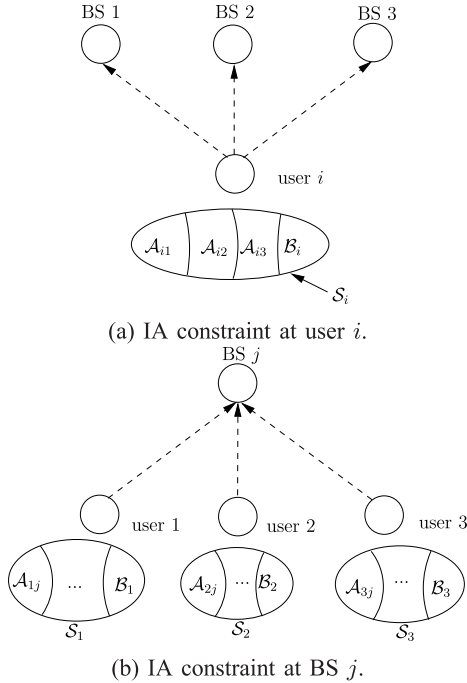 BS 1 BS 2 BS 3
user i
𝒜i1 𝒜i2 𝒜i3 ℬi
𝒮i
(a) IA constraint at user i.
BS j
user 1 user 2 user 3
𝒜1j ... ℬ1 𝒜2j ... ℬ2 𝒜3j ... ℬ3
𝒮1 𝒮2 𝒮3
(b) IA constraint at BS j.